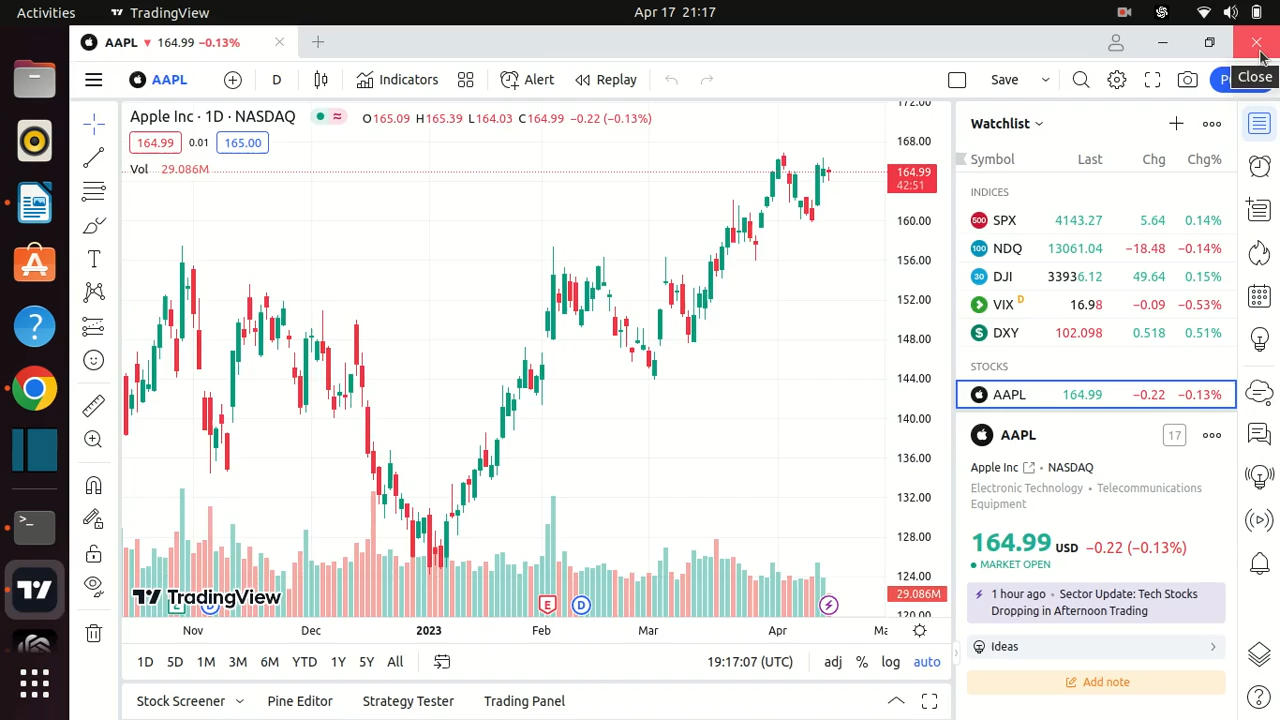 Activities
TradingView
Apr 17 21:17
AAPL 164.99 −0.13%
AAPL
D
Indicators
Alert
Replay
Save
Close
Apple Inc · 1D · NASDAQ
O165.09 H165.39 L164.03 C164.99 −0.22 (−0.13%)
164.99 0.01 165.00
Vol 29.086M
172.00
168.00
164.99
42:51
160.00
156.00
152.00
148.00
144.00
140.00
136.00
132.00
128.00
124.00
29.086M
120.00
TradingView
E D
Nov Dec 2023 Feb Mar Apr Ma
1D 5D 1M 3M 6M YTD 1Y 5Y All
19:17:07 (UTC) adj % log auto
Stock Screener Pine Editor Strategy Tester Trading Panel
Watchlist
Symbol Last Chg Chg%
INDICES
500 SPX 4143.27 5.64 0.14%
100 NDQ 13061.04 −18.48 −0.14%
30 DJI 33936.12 49.64 0.15%
VIX D 16.98 −0.09 −0.53%
$ DXY 102.098 0.518 0.51%
STOCKS
AAPL 164.99 −0.22 −0.13%
AAPL
17
Apple Inc · NASDAQ
Electronic Technology · Telecommunications
Equipment
164.99 USD −0.22 (−0.13%)
MARKET OPEN
1 hour ago · Sector Update: Tech Stocks
Dropping in Afternoon Trading
Ideas
Add note